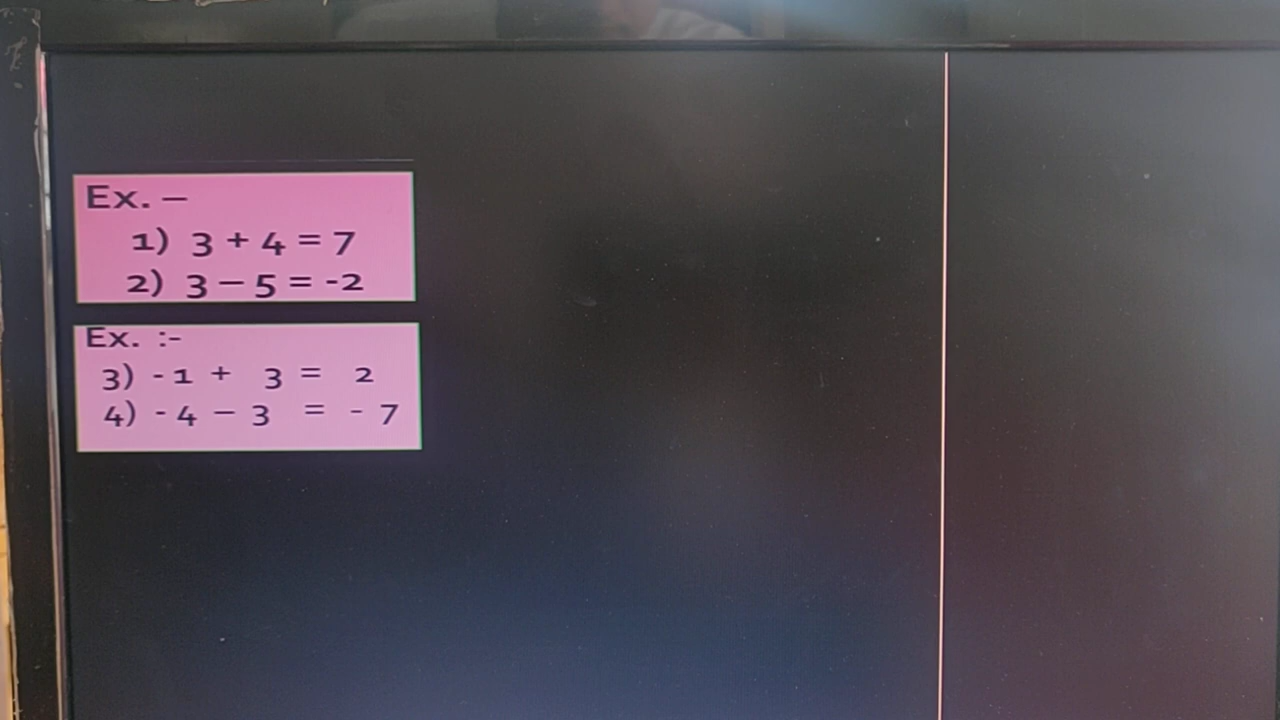 Ex. –
1) 3 + 4 = 7
2) 3 – 5 = -2
Ex. :-
3) -1 + 3 = 2
4) -4 – 3 = - 7